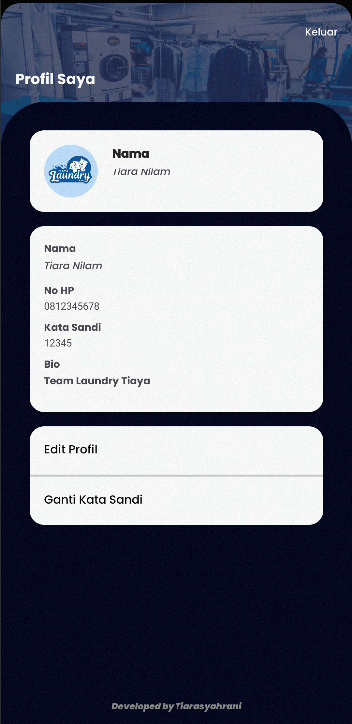 Keluar
Profil Saya
Laundry
Nama
Tiara Nilam
Nama
Tiara Nilam
No HP
0812345678
Kata Sandi
12345
Bio
Team Laundry Tiaya
Edit Profil
Ganti Kata Sandi
Developed by Tiarasyahrani